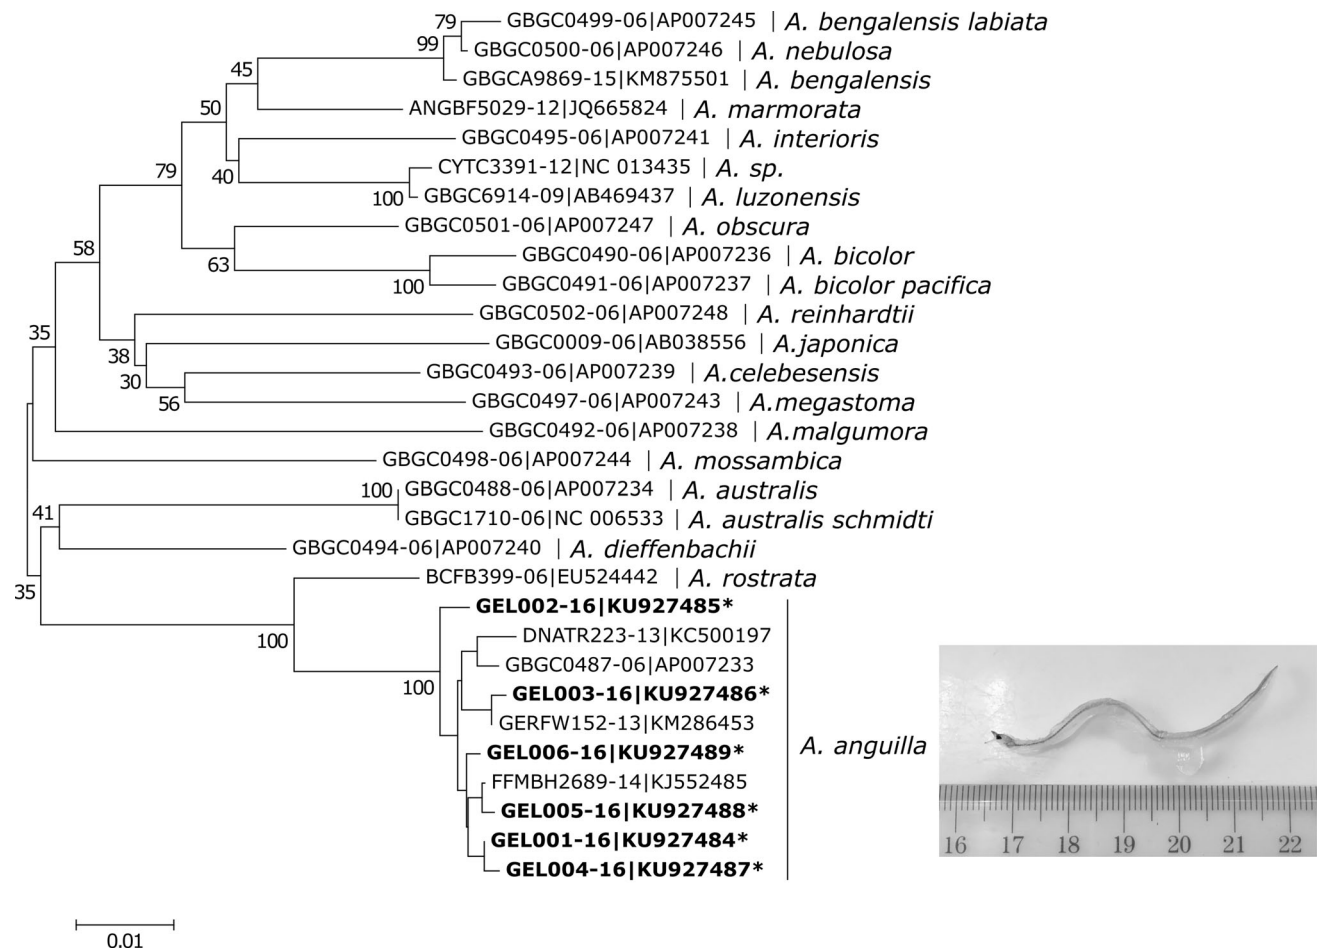 79 GBGC0499-06|AP007245 | A. bengalensis labiata
99 GBGC0500-06|AP007246 | A. nebulosa
GBGCA9869-15|KM875501 | A. bengalensis
45
50 ANGBF5029-12|JQ665824 | A. marmorata
GBGC0495-06|AP007241 | A. interioris
79 CYTC3391-12|NC 013435 | A. sp.
40 100 GBGC6914-09|AB469437 | A. luzonensis
GBGC0501-06|AP007247 | A. obscura
58 63 GBGC0490-06|AP007236 | A. bicolor
100 GBGC0491-06|AP007237 | A. bicolor pacifica
GBGC0502-06|AP007248 | A. reinhardtii
35 38 GBGC0009-06|AB038556 | A.japonica
30 GBGC0493-06|AP007239 | A.celebesensis
56 GBGC0497-06|AP007243 | A.megastoma
GBGC0492-06|AP007238 | A.malgumora
GBGC0498-06|AP007244 | A. mossambica
100 GBGC0488-06|AP007234 | A. australis
41 GBGC1710-06|NC 006533 | A. australis schmidti
GBGC0494-06|AP007240 | A. dieffenbachii
35 BCFB399-06|EU524442 | A. rostrata
GEL002-16|KU927485*
100 DNATR223-13|KC500197
GBGC0487-06|AP007233
100 GEL003-16|KU927486*
GERFW152-13|KM286453
A. anguilla
GEL006-16|KU927489*
FFMBH2689-14|KJ552485
GEL005-16|KU927488*
GEL001-16|KU927484*
GEL004-16|KU927487*
16 17 18 19 20 21 22
0.01